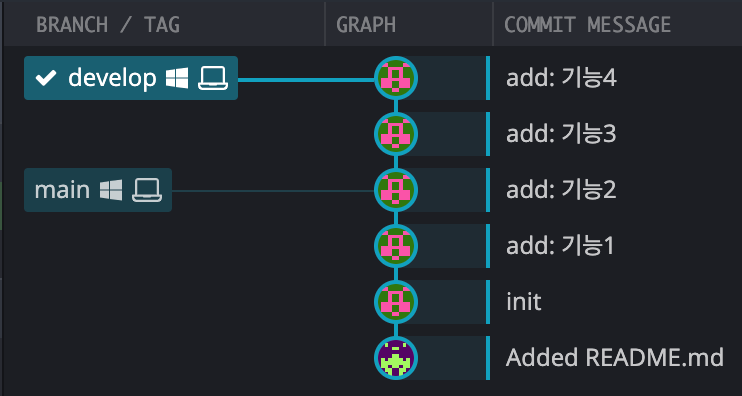 BRANCH / TAG GRAPH COMMIT MESSAGE
develop add: 기능4
add: 기능3
main add: 기능2
add: 기능1
init
Added README.md